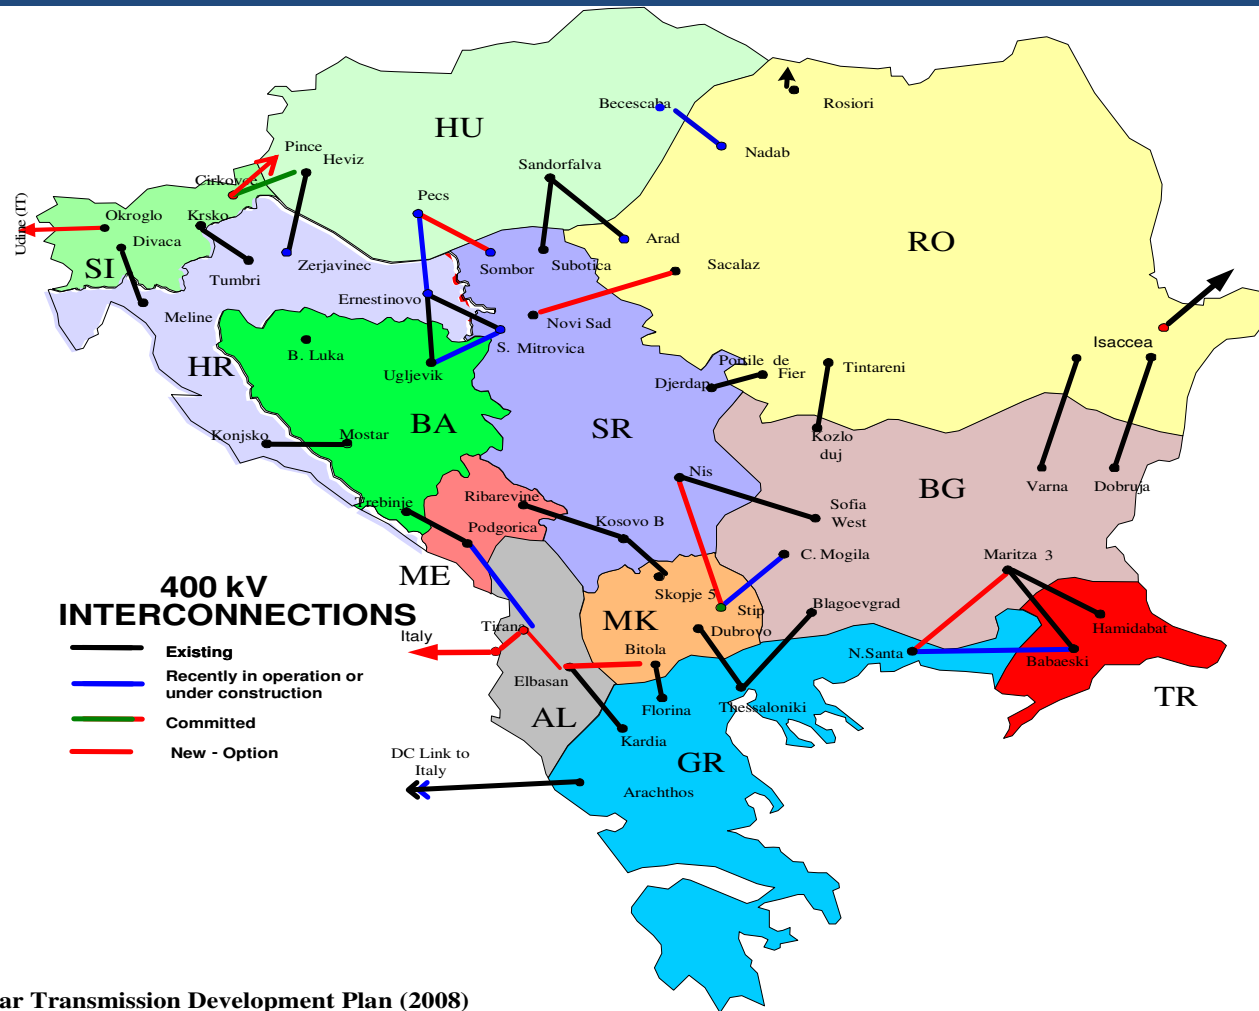 Becescaba
Rosiori
HU
Pince
Nadab
Heviz
Sandorfalva
Cirkovce
Pecs
Udine (IT)
Okroglo
Krsko
Divaca
Arad
RO
SI
Tumbri
Zerjavinec
Sombor
Subotica
Sacalaz
Ernestinovo
Meline
Novi Sad
Isaccea
B. Luka
S. Mitrovica
HR
Ugljevik
Portile de
Fier
Tintareni
Djerdap
BA
SR
Konjsko
Mostar
Kozlo
duj
Nis
BG
Varna
Dobruja
Trebinje
Ribarevine
Sofia
West
Podgorica
Kosovo B
C. Mogila
Maritza 3
ME
Skopje 5
Stip
Blagoevgrad
400 kV
INTERCONNECTIONS
Italy
Tirana
MK
Dubrovo
Hamidabat
Existing
Bitola
N.Santa
Babaeski
Recently in operation or
under construction
Elbasan
TR
Committed
AL
Florina
Thessaloniki
New - Option
Kardia
DC Link to
Italy
GR
Arachthos
ar Transmission Development Plan (2008)